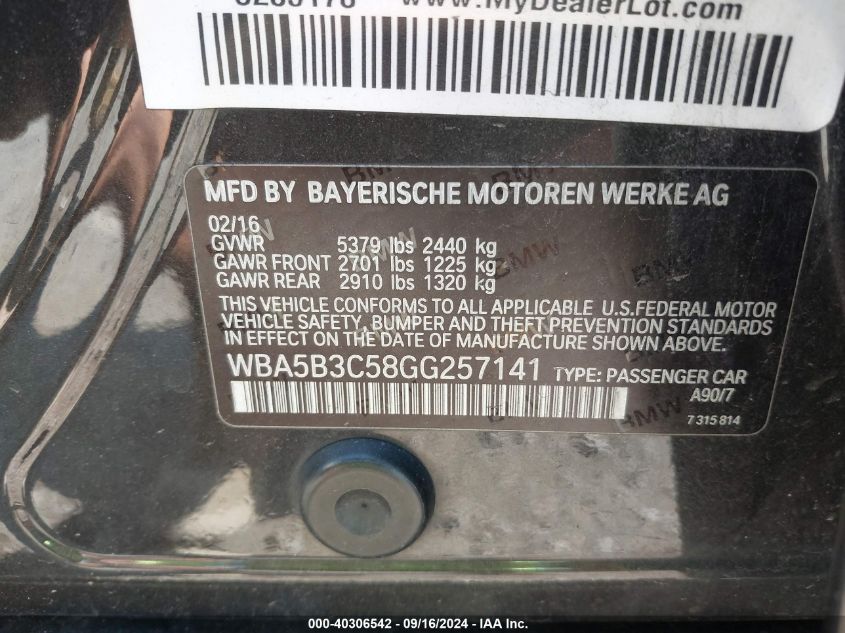 www.MyDealerLot.com
MFD BY BAYERISCHE MOTOREN WERKE AG
02/16
GVWR 5379 lbs 2440 kg
GAWR FRONT 2701 lbs 1225 kg
GAWR REAR 2910 lbs 1320 kg
THIS VEHICLE CONFORMS TO ALL APPLICABLE U.S.FEDERAL MOTOR
VEHICLE SAFETY, BUMPER AND THEFT PREVENTION STANDARDS
IN EFFECT ON THE DATE OF MANUFACTURE SHOWN ABOVE.
WBA5B3C58GG257141 TYPE: PASSENGER CAR
A90/7
7 315 814
000-40306542 - 09/16/2024 - IAA Inc.